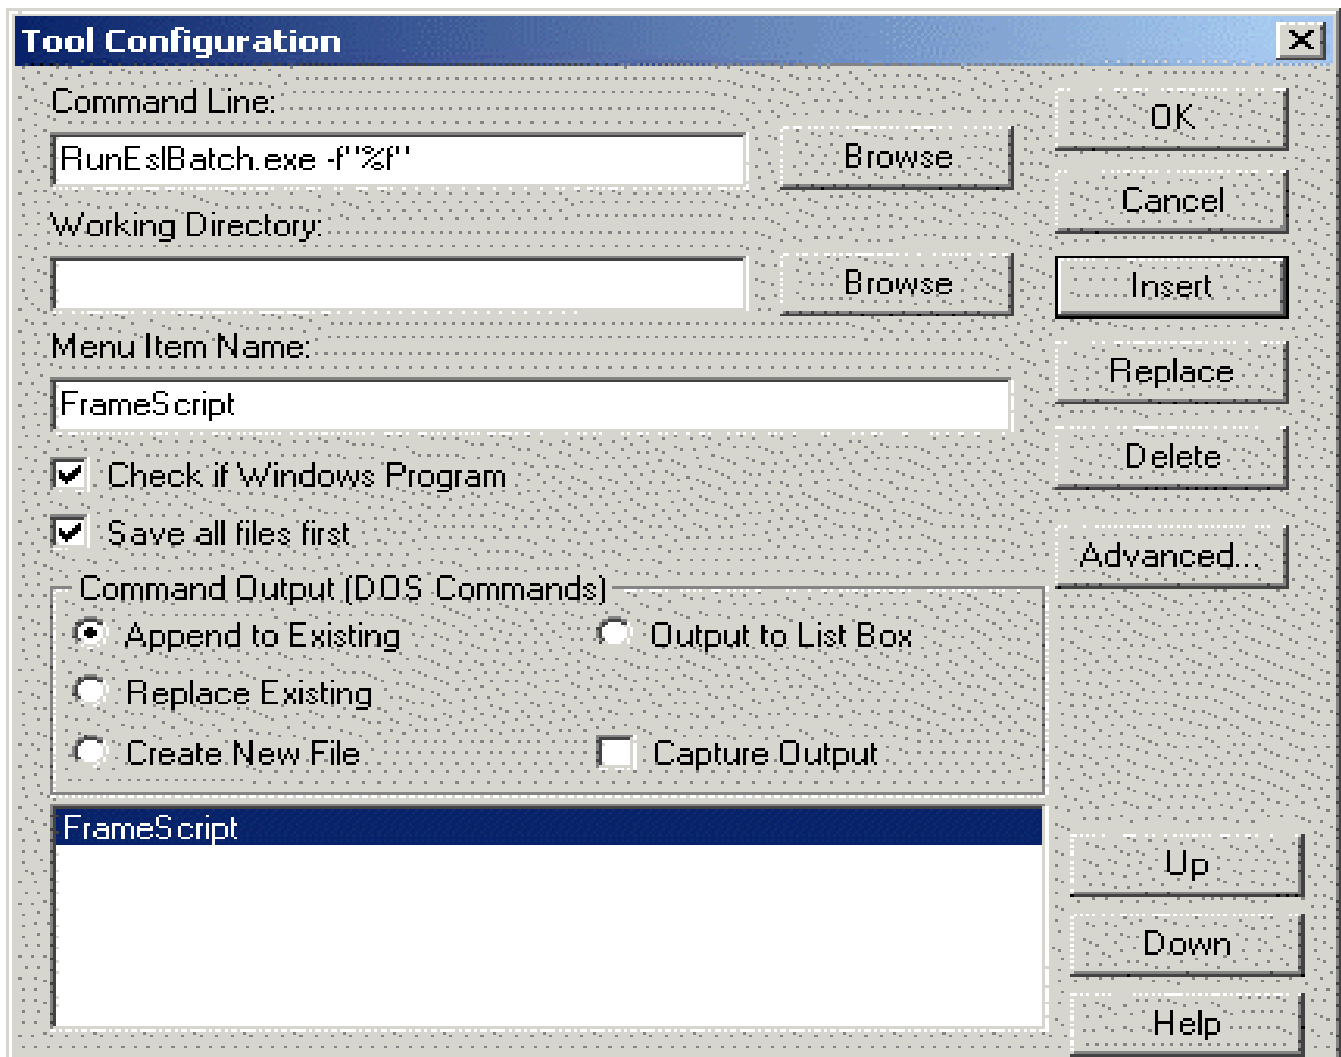 Tool Configuration
Command Line:
OK
RunEslBatch.exe -f"%f"
Browse
Cancel
Working Directory:
Browse
Insert
Menu Item Name:
Replace
FrameScript
Delete
Check if Windows Program
Save all files first
Advanced...
Command Output (DOS Commands)
Append to Existing
Output to List Box
Replace Existing
Create New File
Capture Output
FrameScript
Up
Down
Help